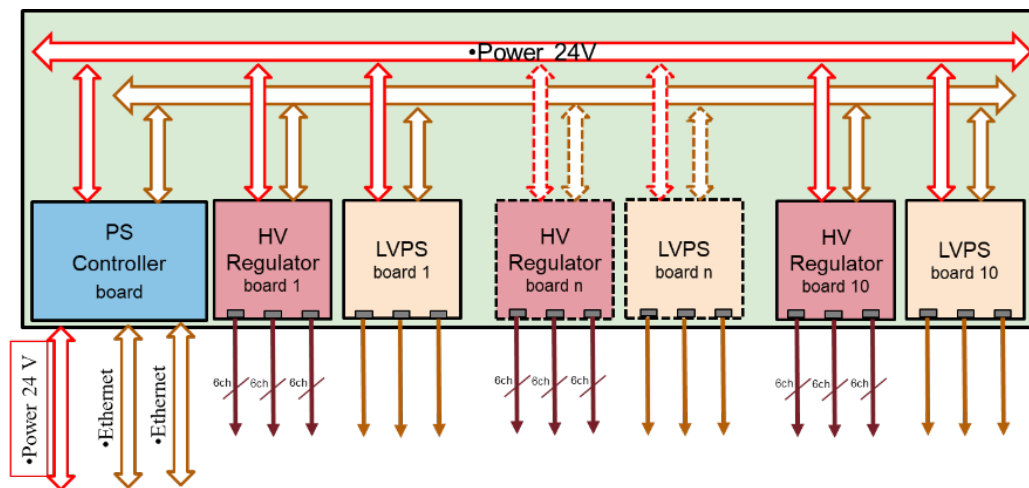 •Power 24V
PS
Controller
board
HV
Regulator
board 1
LVPS
board 1
HV
Regulator
board n
LVPS
board n
HV
Regulator
board 10
LVPS
board 10
•Power 24 V
•Ethernet
•Ethernet
6ch
6ch
6ch
6ch
6ch
6ch
6ch
6ch
6ch